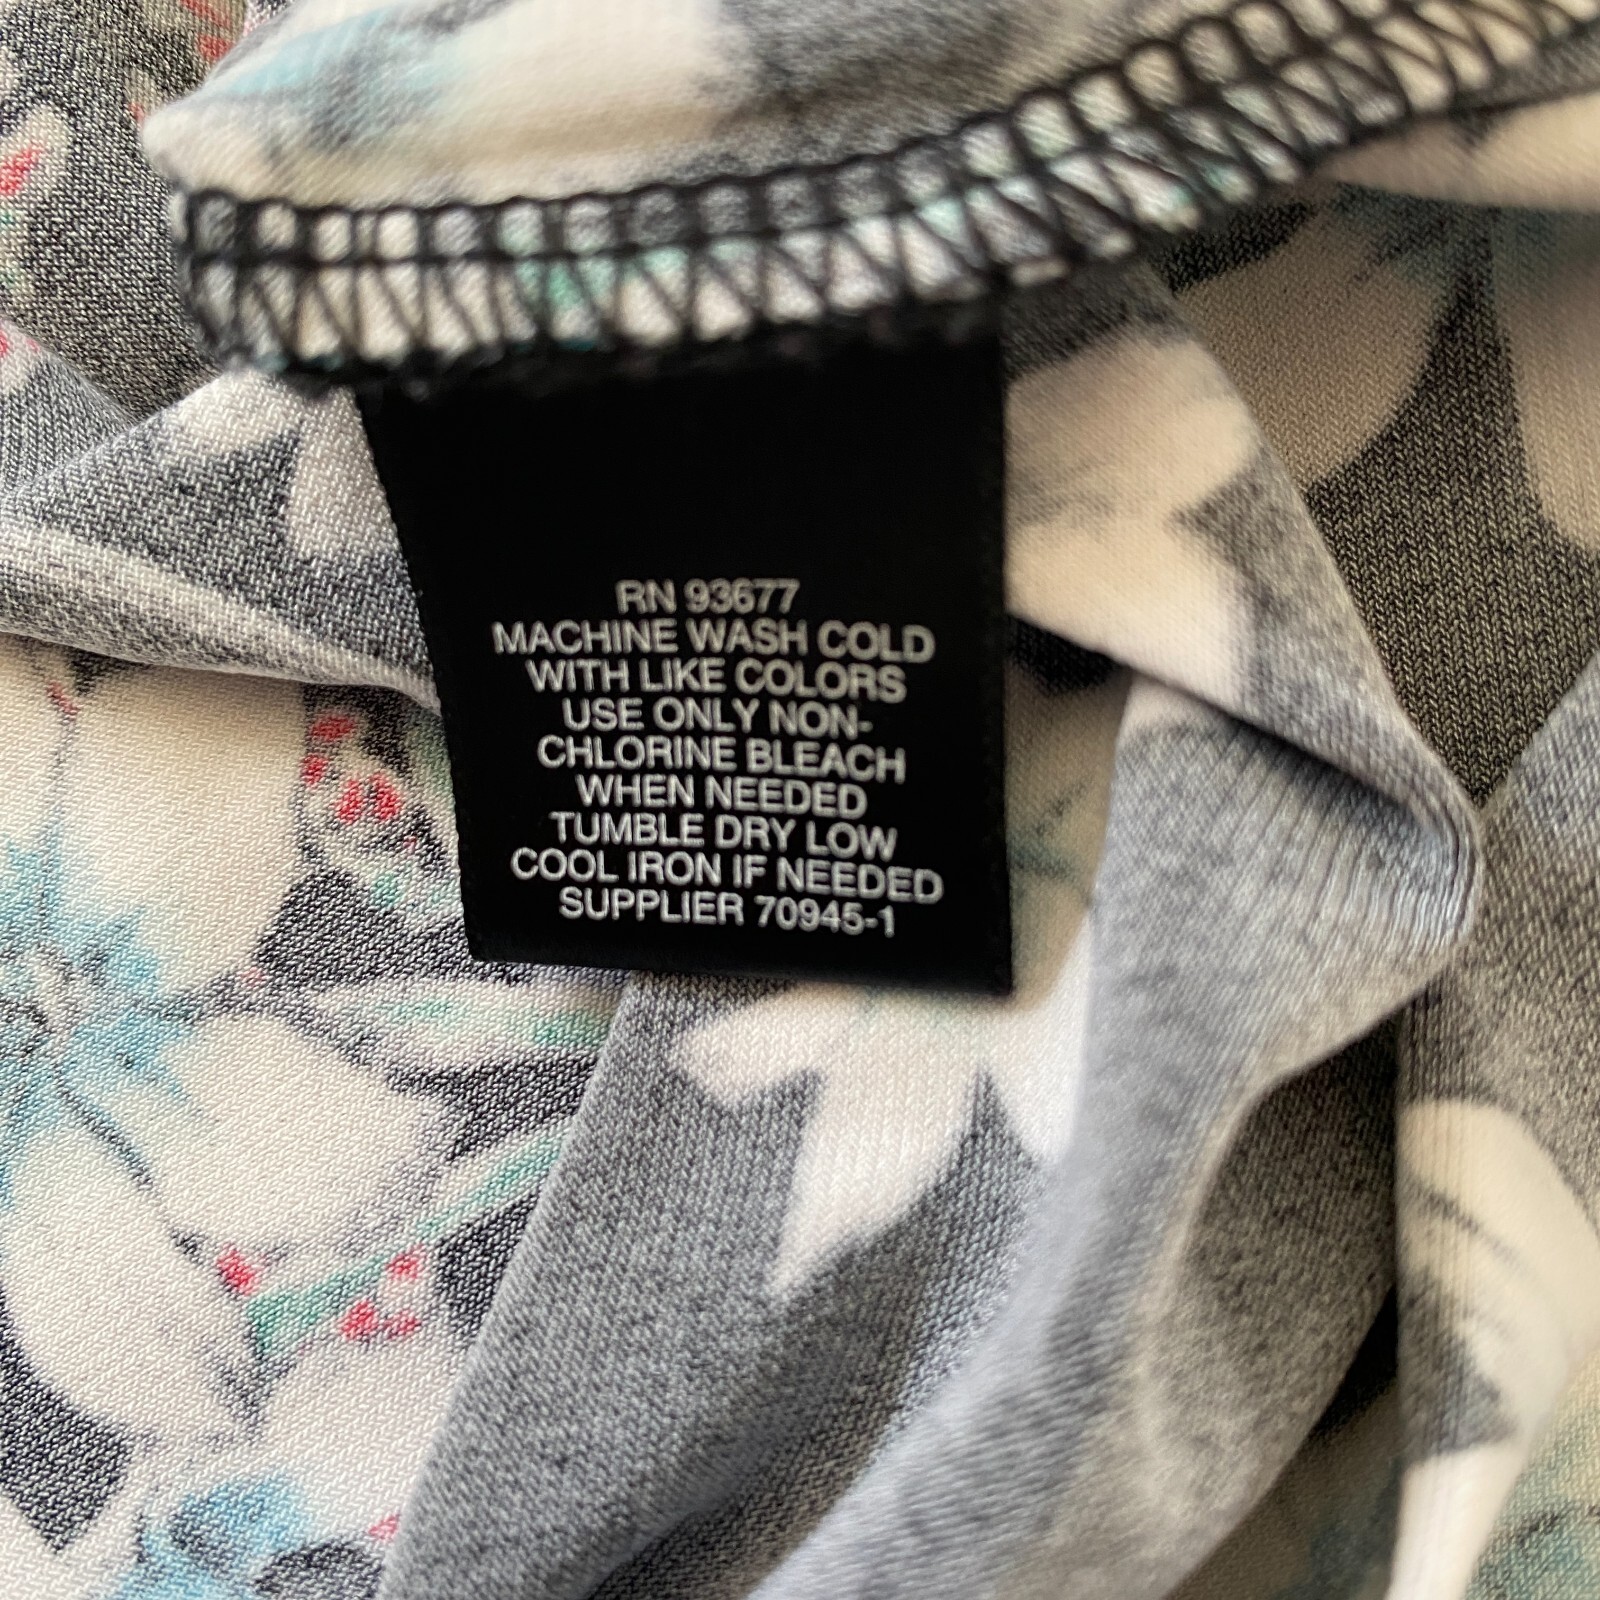 RN 93677
MACHINE WASH COLD
WITH LIKE COLORS
USE ONLY NON-
CHLORINE BLEACH
WHEN NEEDED
TUMBLE DRY LOW
COOL IRON IF NEEDED
SUPPLIER 70945-1